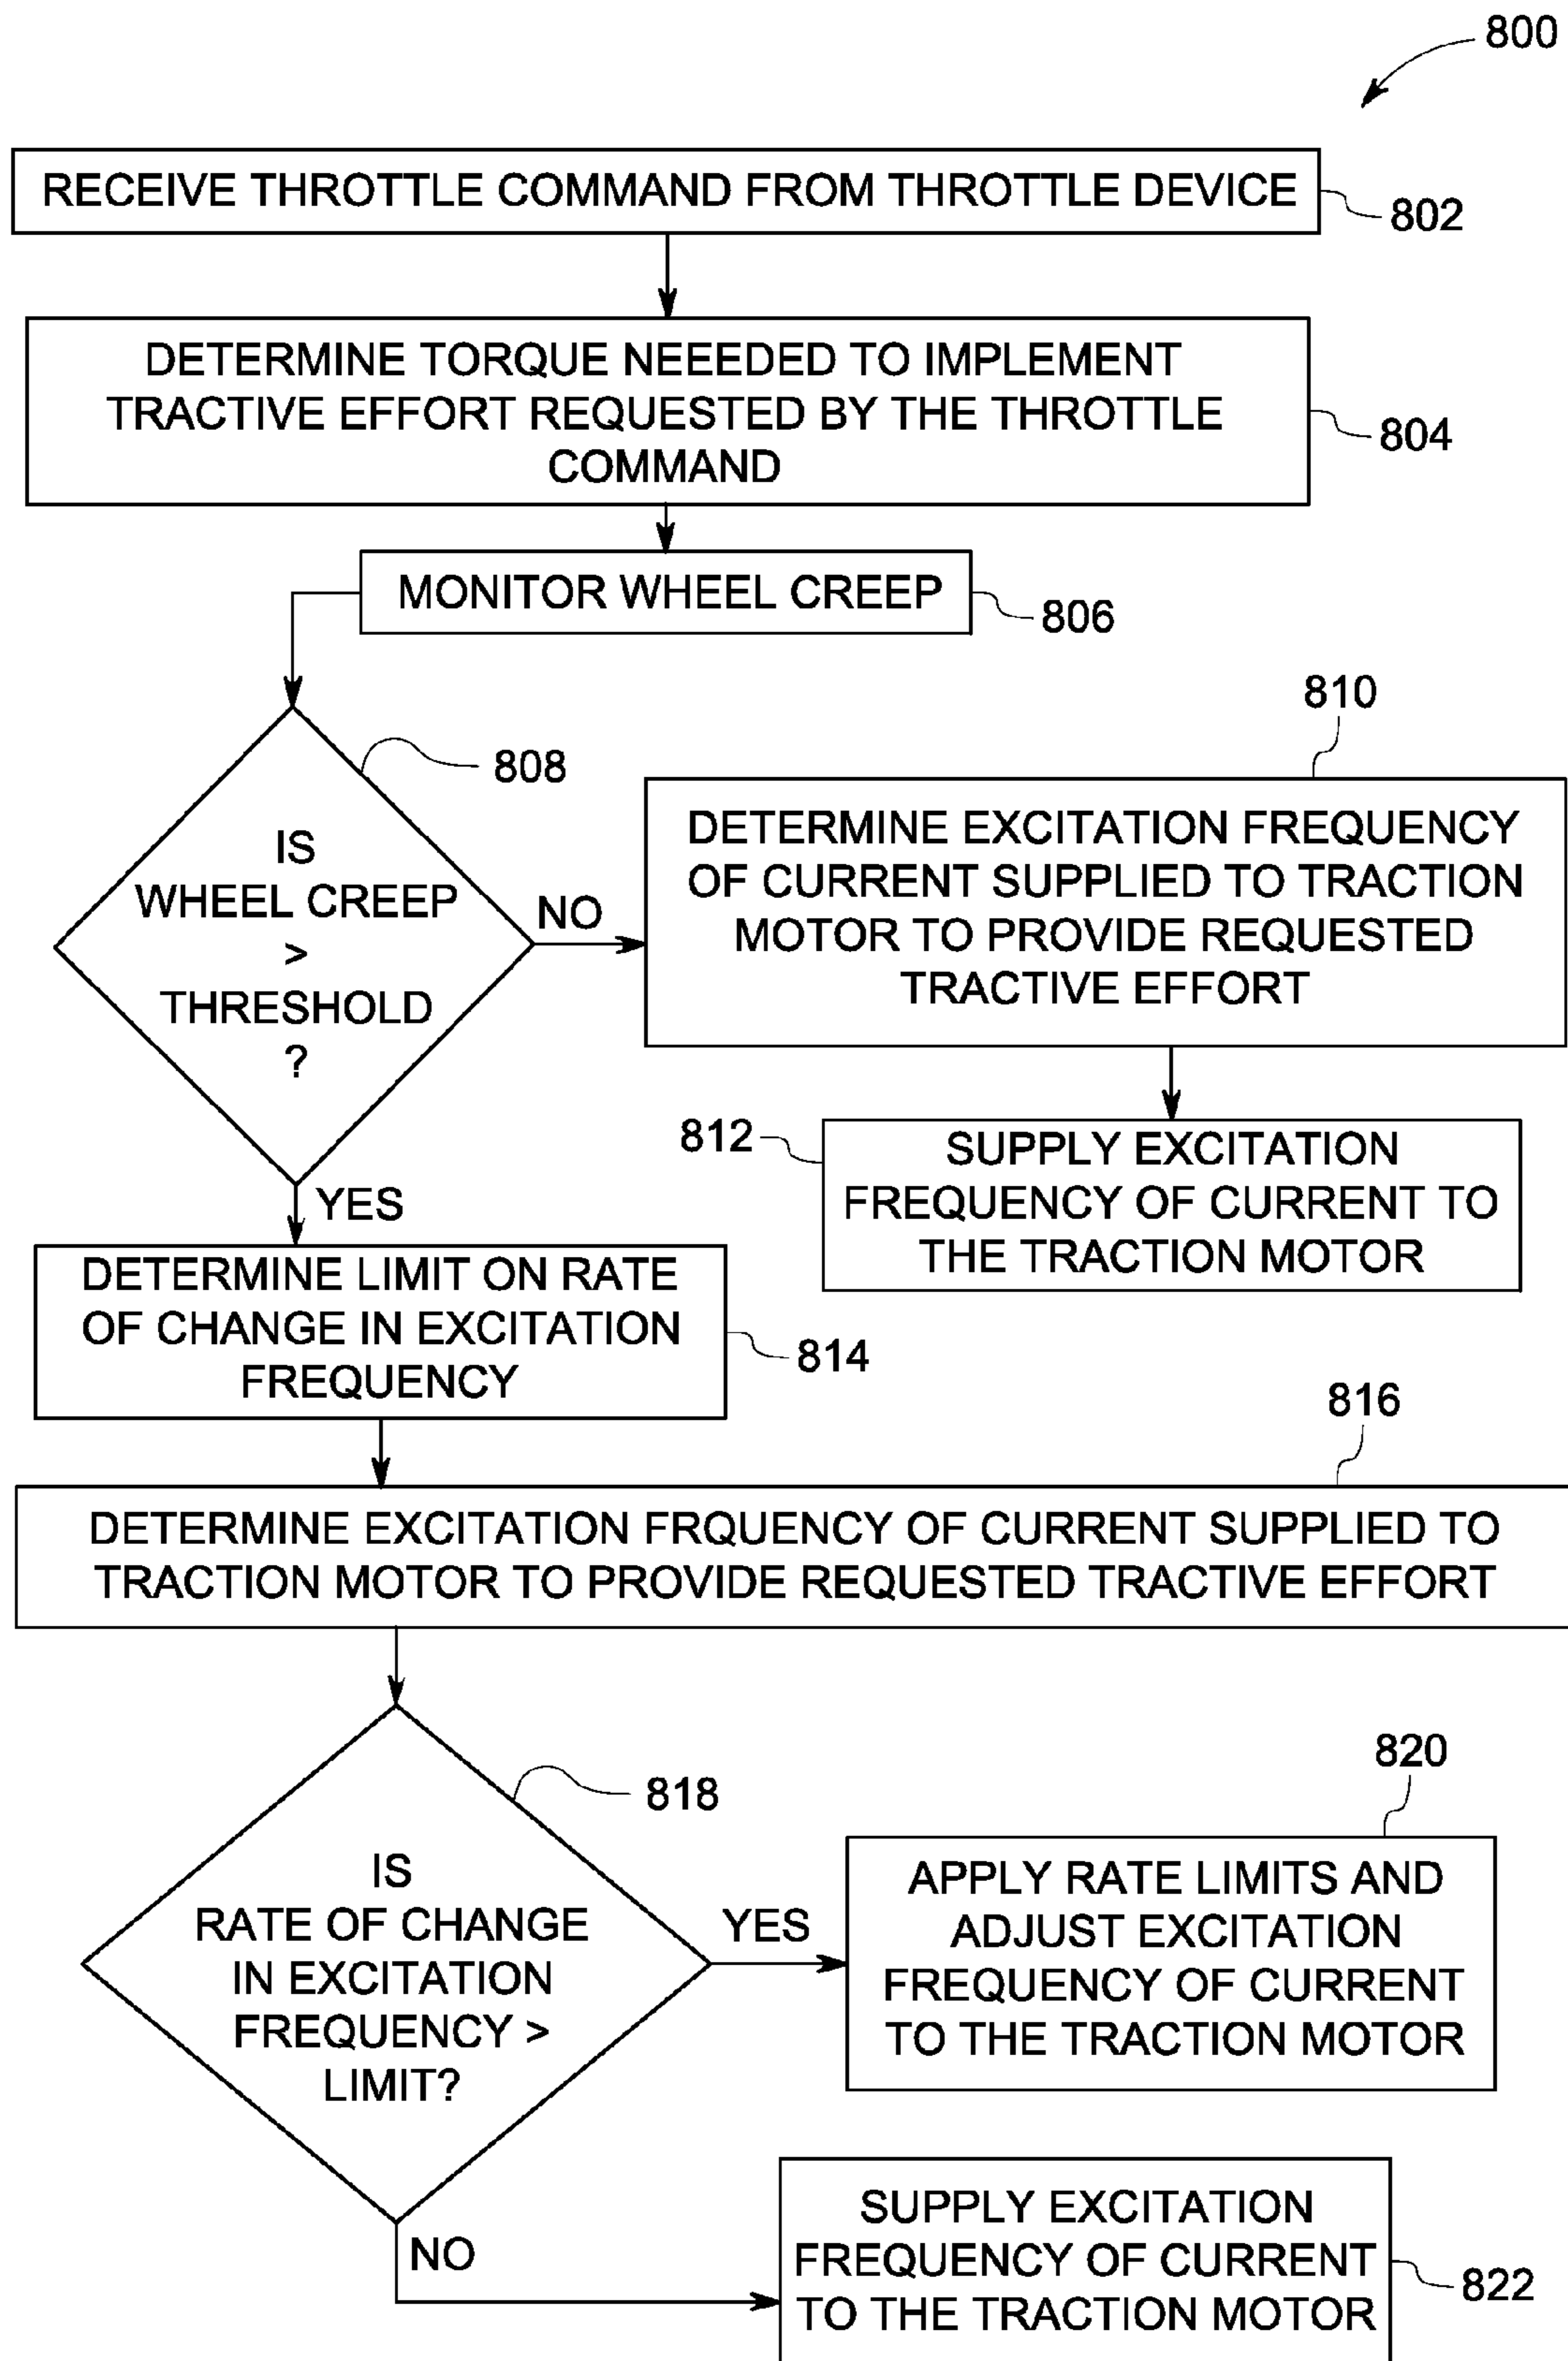 800
RECEIVE THROTTLE COMMAND FROM THROTTLE DEVICE
802
DETERMINE TORQUE NEEEDED TO IMPLEMENT
TRACTIVE EFFORT REQUESTED BY THE THROTTLE
COMMAND
804
MONITOR WHEEL CREEP
806
808
IS
WHEEL CREEP
>
THRESHOLD
?
NO
810
DETERMINE EXCITATION FREQUENCY
OF CURRENT SUPPLIED TO TRACTION
MOTOR TO PROVIDE REQUESTED
TRACTIVE EFFORT
812
SUPPLY EXCITATION
FREQUENCY OF CURRENT TO
THE TRACTION MOTOR
YES
DETERMINE LIMIT ON RATE
OF CHANGE IN EXCITATION
FREQUENCY
814
816
DETERMINE EXCITATION FRQUENCY OF CURRENT SUPPLIED TO
TRACTION MOTOR TO PROVIDE REQUESTED TRACTIVE EFFORT
818
IS
RATE OF CHANGE
IN EXCITATION
FREQUENCY >
LIMIT?
YES
820
APPLY RATE LIMITS AND
ADJUST EXCITATION
FREQUENCY OF CURRENT
TO THE TRACTION MOTOR
NO
SUPPLY EXCITATION
FREQUENCY OF CURRENT
TO THE TRACTION MOTOR
822